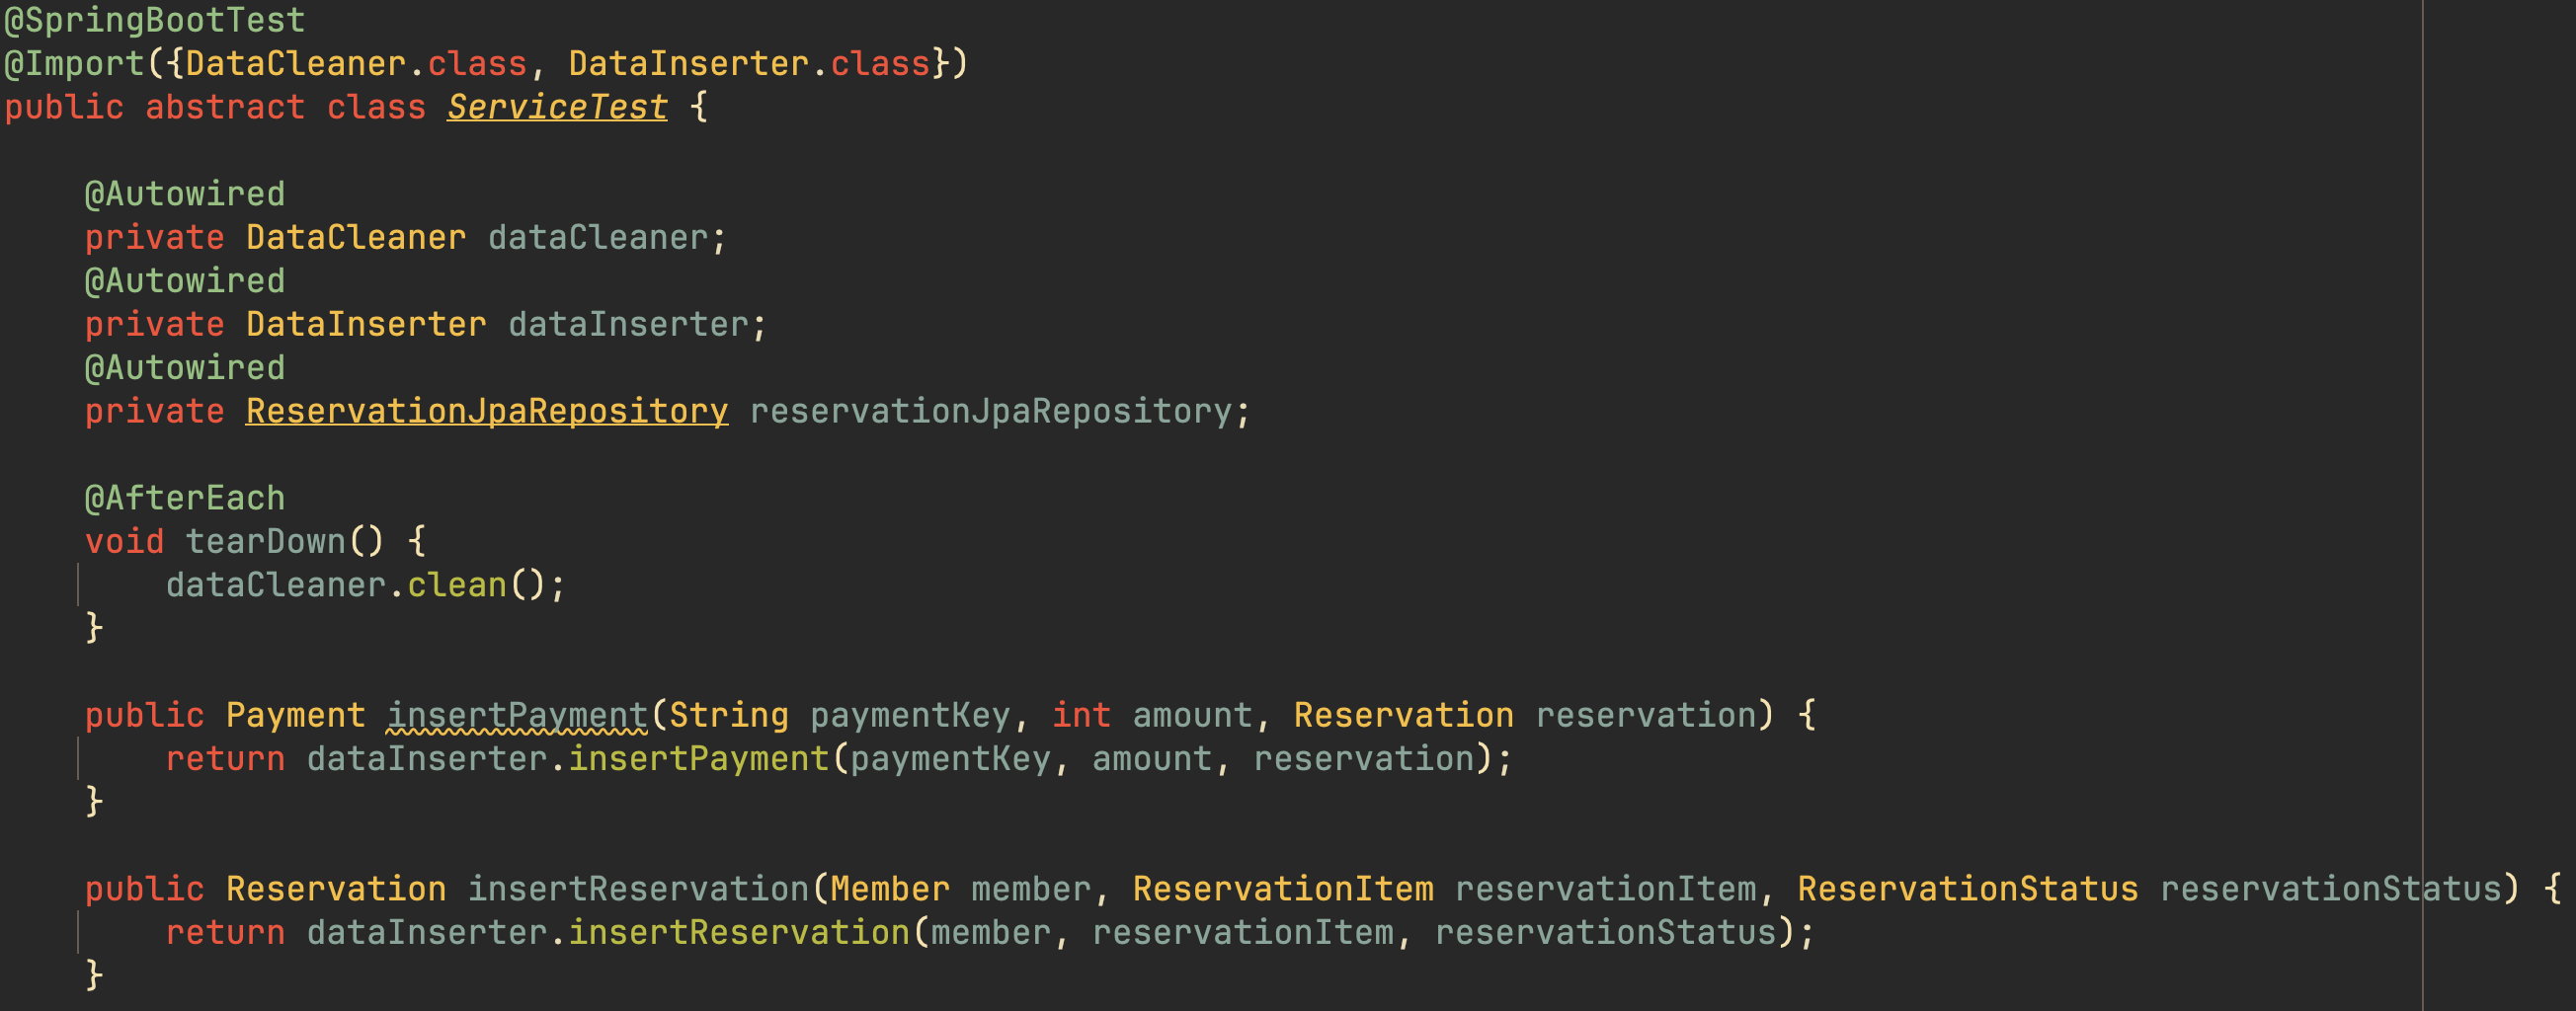 @SpringBootTest
@Import({DataCleaner.class, DataInserter.class})
public abstract class ServiceTest {
@Autowired
private DataCleaner dataCleaner;
@Autowired
private DataInserter dataInserter;
@Autowired
private ReservationJpaRepository reservationJpaRepository;
@AfterEach
void tearDown() {
dataCleaner.clean();
}
public Payment insertPayment(String paymentKey, int amount, Reservation reservation) {
return dataInserter.insertPayment(paymentKey, amount, reservation);
}
public Reservation insertReservation(Member member, ReservationItem reservationItem, ReservationStatus reservationStatus) {
return dataInserter.insertReservation(member, reservationItem, reservationStatus);
}